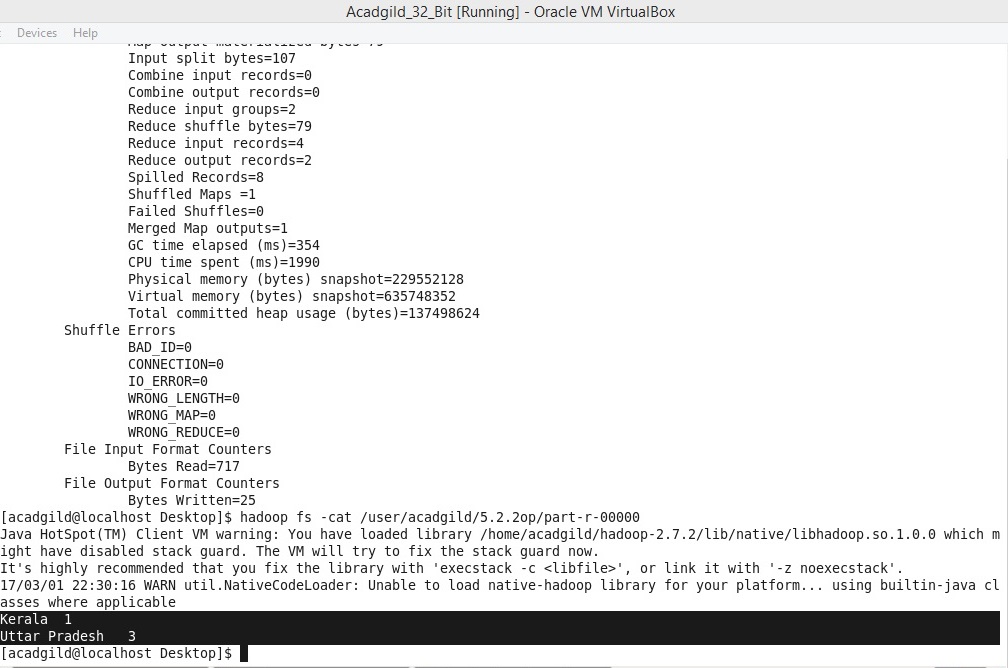 Acadgild_32_Bit [Running] - Oracle VM VirtualBox
Devices Help
Map output materialized bytes=79
Input split bytes=107
Combine input records=0
Combine output records=0
Reduce input groups=2
Reduce shuffle bytes=79
Reduce input records=4
Reduce output records=2
Spilled Records=8
Shuffled Maps =1
Failed Shuffles=0
Merged Map outputs=1
GC time elapsed (ms)=354
CPU time spent (ms)=1990
Physical memory (bytes) snapshot=229552128
Virtual memory (bytes) snapshot=635748352
Total committed heap usage (bytes)=137498624
Shuffle Errors
BAD_ID=0
CONNECTION=0
IO_ERROR=0
WRONG_LENGTH=0
WRONG_MAP=0
WRONG_REDUCE=0
File Input Format Counters
Bytes Read=717
File Output Format Counters
Bytes Written=25
[acadgild@localhost Desktop]$ hadoop fs -cat /user/acadgild/5.2.2op/part-r-00000
Java HotSpot(TM) Client VM warning: You have loaded library /home/acadgild/hadoop-2.7.2/lib/native/libhadoop.so.1.0.0 which m
ight have disabled stack guard. The VM will try to fix the stack guard now.
It's highly recommended that you fix the library with 'execstack -c <libfile>', or link it with '-z noexecstack'.
17/03/01 22:30:16 WARN util.NativeCodeLoader: Unable to load native-hadoop library for your platform... using builtin-java cl
asses where applicable
Kerala 1
Uttar Pradesh 3
[acadgild@localhost Desktop]$